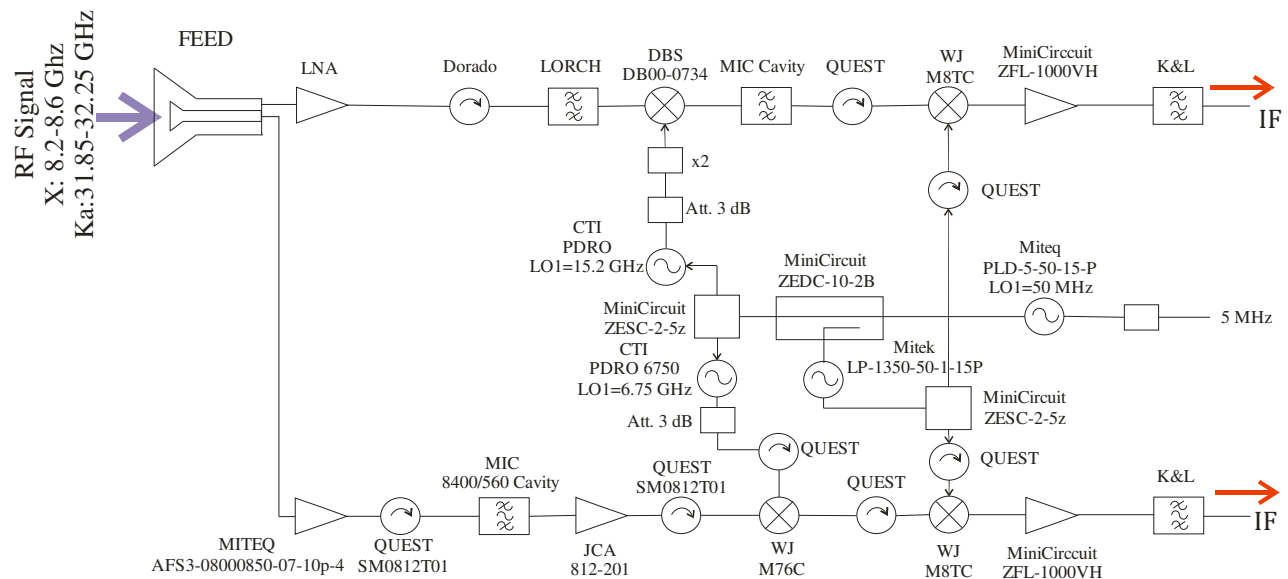 RF Signal
X: 8.2-8.6 Ghz
Ka:31.85-32.25 GHz
FEED
LNA
Dorado
LORCH
DBS
DB00-0734
MIC Cavity
QUEST
WJ
M8TC
MiniCirccuit
ZFL-1000VH
K&L
IF
x2
Att. 3 dB
QUEST
CTI
PDRO
LO1=15.2 GHz
MiniCircuit
ZEDC-10-2B
Miteq
PLD-5-50-15-P
LO1=50 MHz
5 MHz
MiniCircuit
ZESC-2-5z
CTI
PDRO 6750
LO1=6.75 GHz
Mitek
LP-1350-50-1-15P
MiniCircuit
ZESC-2-5z
Att. 3 dB
QUEST
QUEST
MIC
8400/560 Cavity
QUEST
SM0812T01
QUEST
K&L
IF
MITEQ
AFS3-08000850-07-10p-4
QUEST
SM0812T01
JCA
812-201
WJ
M76C
WJ
M8TC
MiniCirccuit
ZFL-1000VH